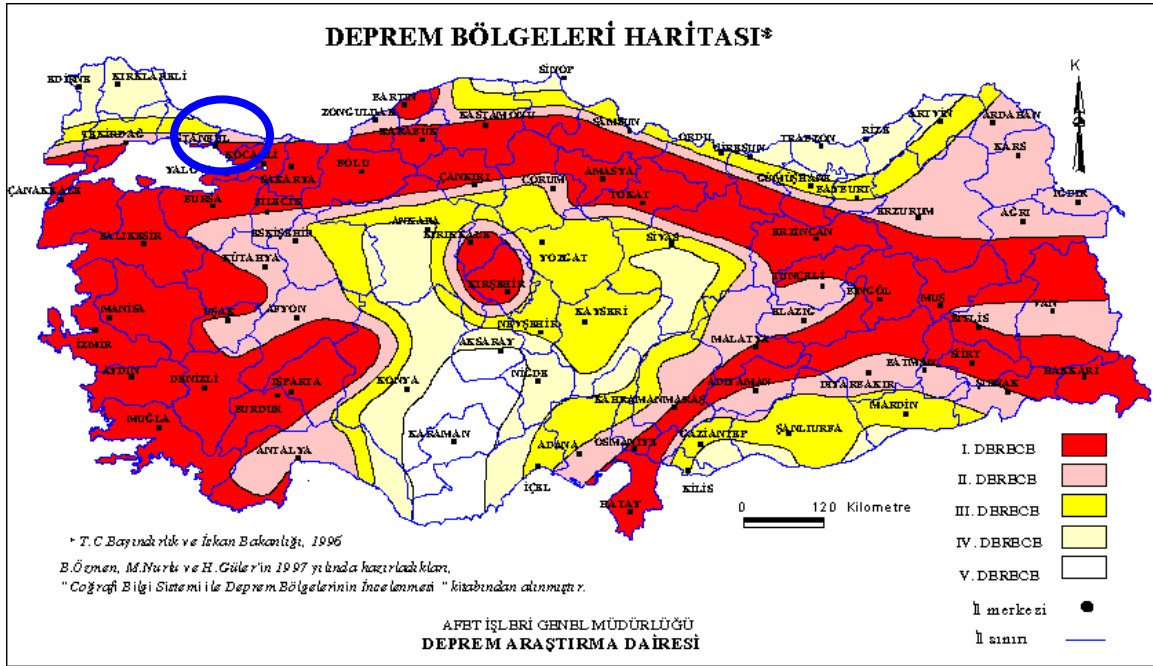 DEPREM BÖLGELERİ HARİTASI*
K
SİNOP
EDİRNE
KIRKLARELİ
BARTIN
ZONGULDAK
KASTAMONU
SAMSUN
ARTVİN
ARDAHAN
TEKİRDAĞ
İSTANBUL
KARABÜK
ORDU
TRABZON
RİZE
GİRESUN
KARS
KOCAELİ
YALO
SAKARYA
BOLU
ÇANKIRI
ÇORUM
AMASYA
TOKAT
GÜMÜŞHANE
BAYBURT
IĞDIR
ÇANAKKALE
BURSA
BİLECİK
ERZURUM
AĞRI
ANKARA
BALIKESİR
ESKİŞEHİR
KIRIKKALE
YOZGAT
SİVAS
ERZİNCAN
KÜTAHYA
TUNCELİ
BİNGÖL
MUŞ
VAN
MANİSA
UŞAK
AFYON
KIRŞEHİR
KAYSERİ
NEVŞEHİR
ELAZIĞ
BİTLİS
İZMİR
AKSARAY
MALATYA
SİİRT
BATMAN
AYDIN
DENİZLİ
ISPARTA
KONYA
NİĞDE
ADIYAMAN
DİYARBAKIR
ŞIRNAK
HAKKARİ
BURDUR
KAHRAMANMARAŞ
MARDİN
MUĞLA
KARAMAN
ADANA
OSMANİYE
GAZİANTEP
ŞANLIURFA
ANTALYA
İÇEL
KİLİS
HATAY
0 120 Kilometre
I. DERECE
II. DERECE
III. DERECE
IV. DERECE
V. DERECE
İl merkezi
İl sınırı
* T.C.Bayındırlık ve İskan Bakanlığı, 1996
B.Özmen, M.Nurlu ve H.Güler'in 1997 yılında hazırladıkları,
" Coğrafi Bilgi Sistemi ile Deprem Bölgelerinin İncelenmesi " kitabından alınmıştır.
AFET İŞLERİ GENEL MÜDÜRLÜĞÜ
DEPREM ARAŞTIRMA DAİRESİ